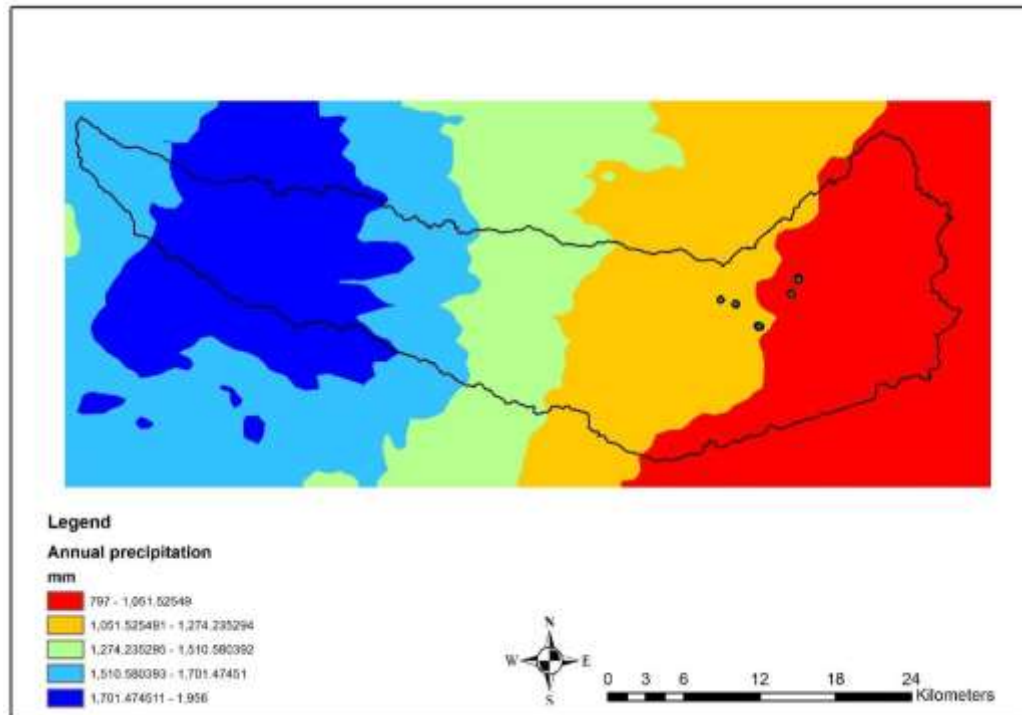 Legend
Annual precipitation
mm
797 - 1,051.52549
1,051.525491 - 1,274.235294
1,274.235295 - 1,510.580392
1,510.580393 - 1,701.47451
1,701.474511 - 1,956
N
W E
S
0 3 6 12 18 24
Kilometers